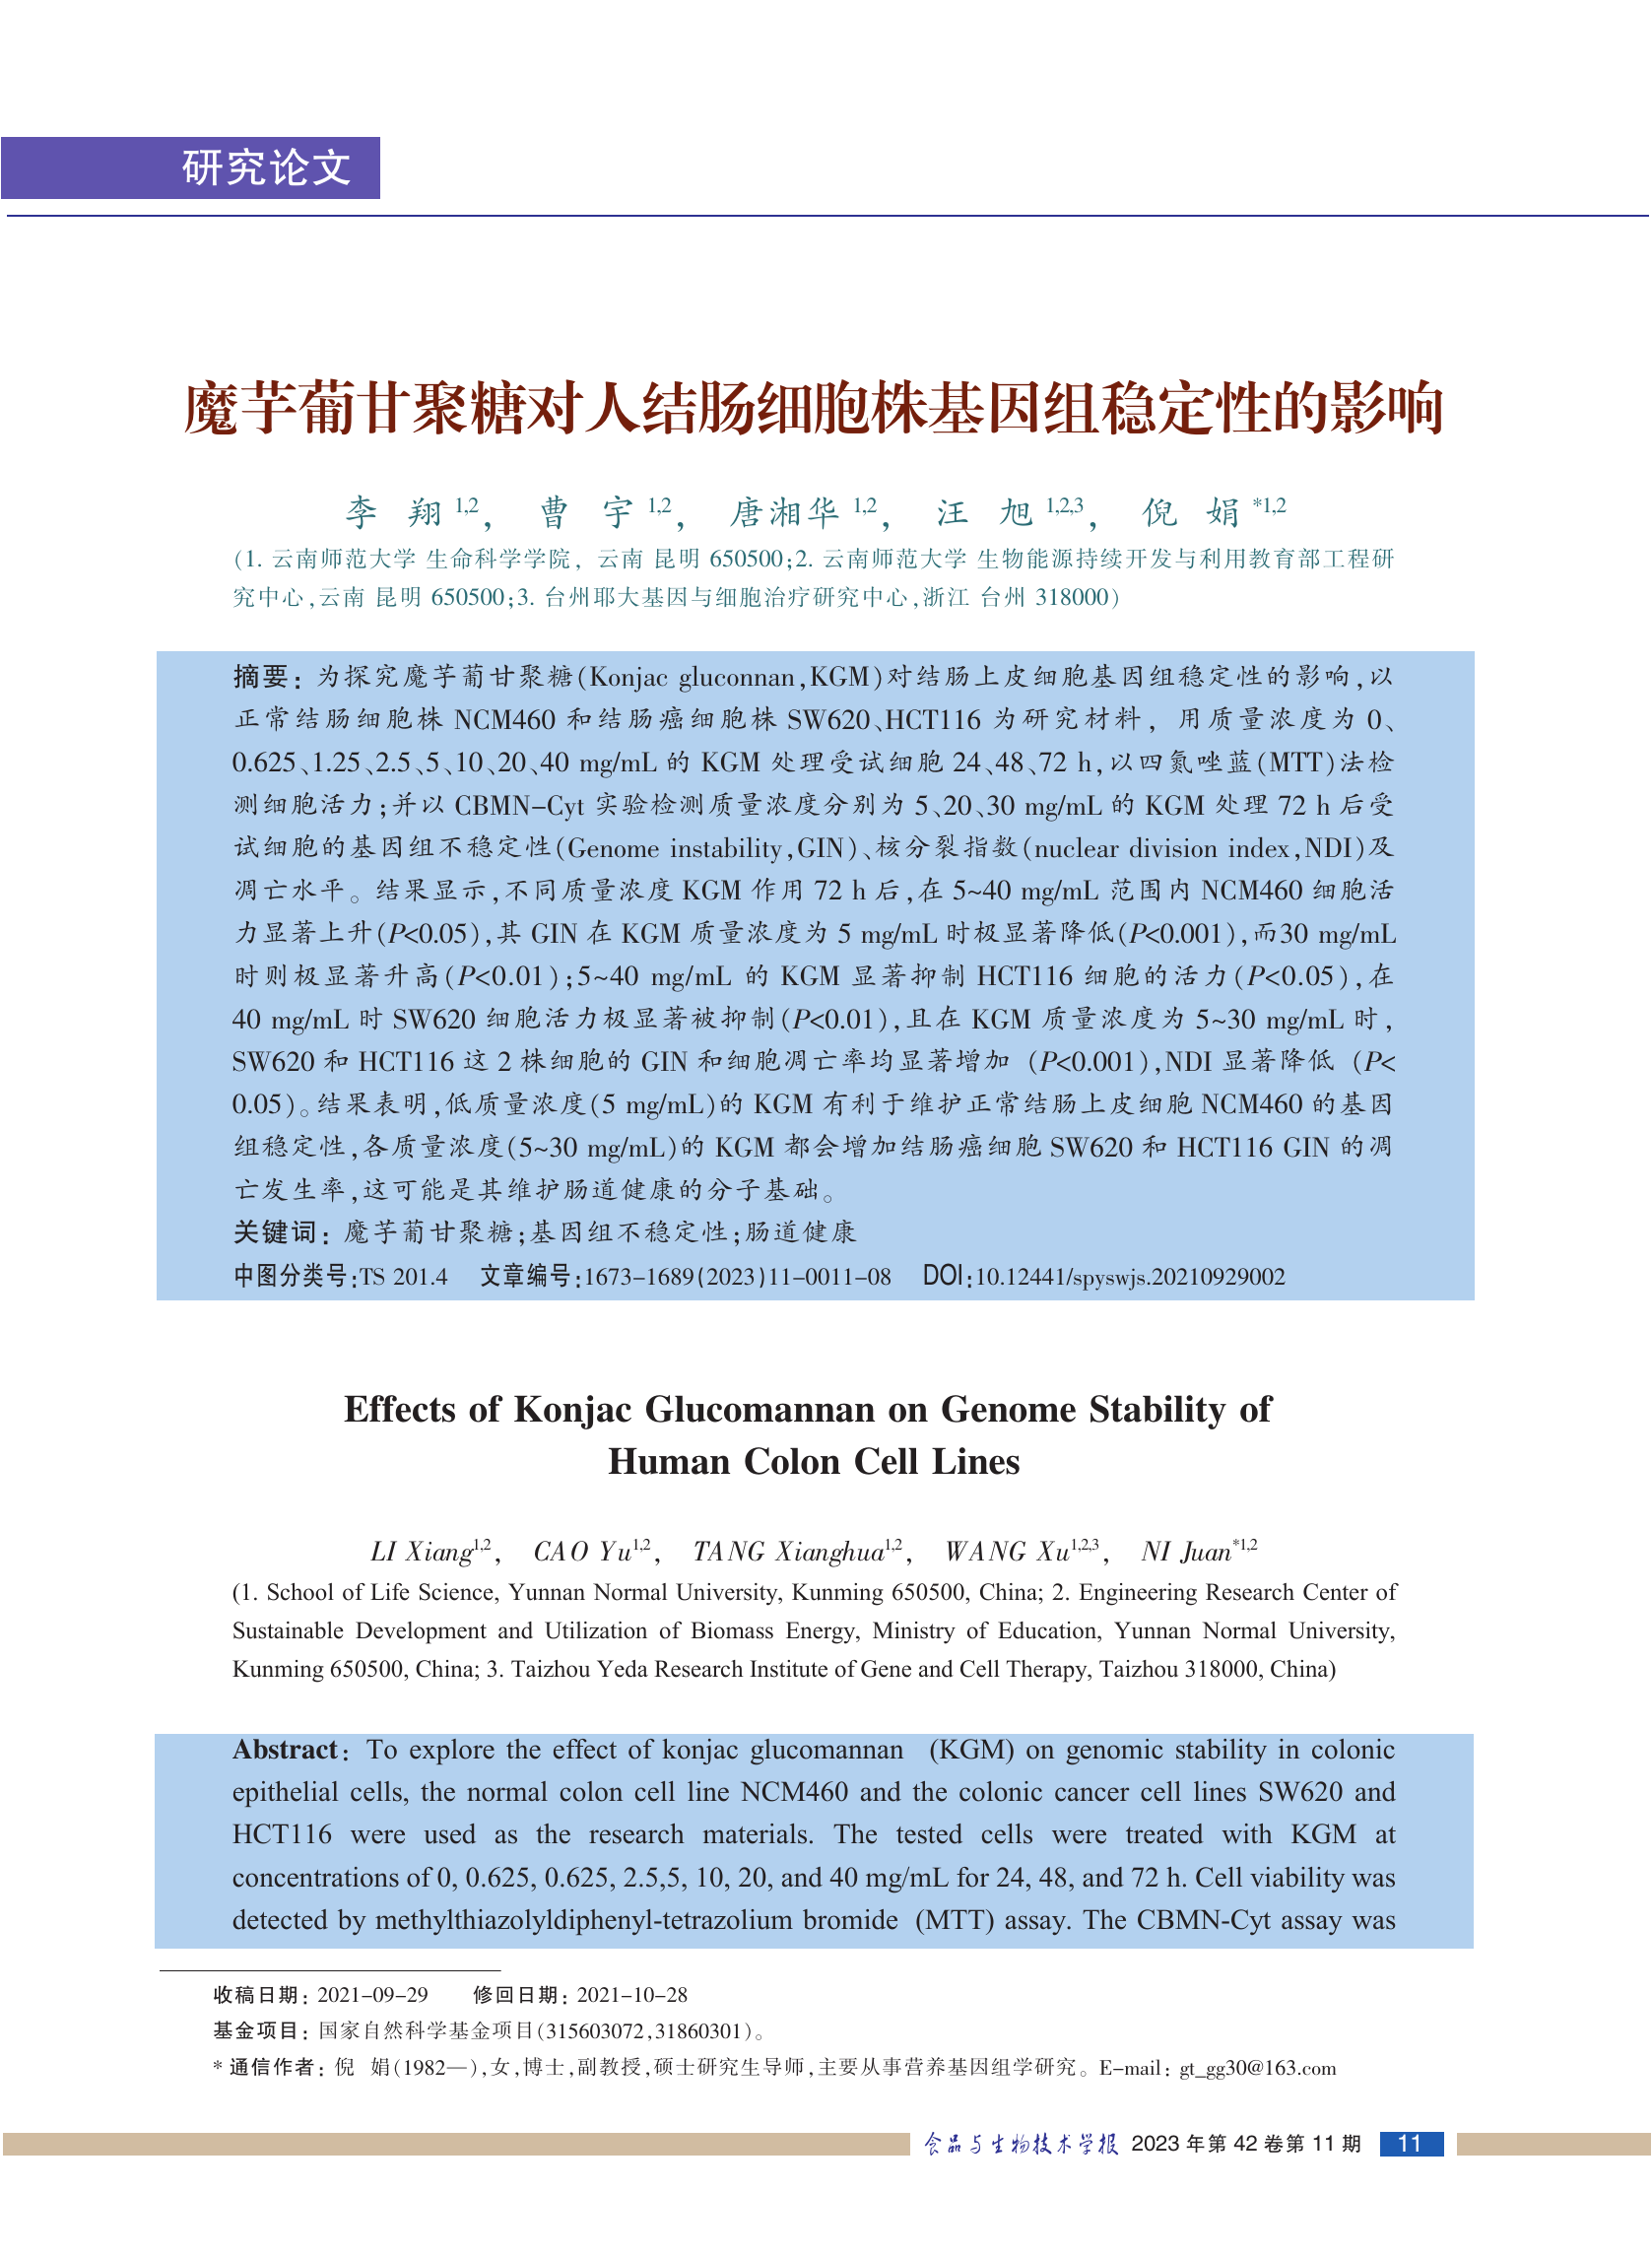 研究论文
魔芋葡甘聚糖对人结肠细胞株基因组稳定性的影响
李 翔1,2， 曹 宇1,2， 唐湘华1,2， 汪 旭1,2,3， 倪 娟*1,2
(1. 云南师范大学 生命科学学院，云南 昆明 650500;2. 云南师范大学 生物能源持续开发与利用教育部工程研
究中心,云南 昆明 650500;3. 台州耶大基因与细胞治疗研究中心,浙江 台州 318000)
摘要：为探究魔芋葡甘聚糖(Konjac gluconnan,KGM)对结肠上皮细胞基因组稳定性的影响,以
正常结肠细胞株 NCM460 和结肠癌细胞株 SW620、HCT116 为研究材料，用质量浓度为 0、
0.625、1.25、2.5、5、10、20、40 mg/mL 的 KGM 处理受试细胞 24、48、72 h,以四氮唑蓝(MTT)法检
测细胞活力;并以 CBMN-Cyt 实验检测质量浓度分别为 5、20、30 mg/mL 的 KGM 处理 72 h 后受
试细胞的基因组不稳定性(Genome instability,GIN)、核分裂指数(nuclear division index,NDI)及
凋亡水平。结果显示,不同质量浓度 KGM 作用 72 h 后,在 5~40 mg/mL 范围内 NCM460 细胞活
力显著上升(P<0.05),其 GIN 在 KGM 质量浓度为 5 mg/mL 时极显著降低(P<0.001),而30 mg/mL
时则极显著升高(P<0.01);5~40 mg/mL 的 KGM 显著抑制 HCT116 细胞的活力(P<0.05),在
40 mg/mL 时 SW620 细胞活力极显著被抑制(P<0.01),且在 KGM 质量浓度为 5~30 mg/mL 时,
SW620 和 HCT116 这 2 株细胞的 GIN 和细胞凋亡率均显著增加 (P<0.001),NDI 显著降低 (P<
0.05)。结果表明,低质量浓度(5 mg/mL)的 KGM 有利于维护正常结肠上皮细胞 NCM460 的基因
组稳定性,各质量浓度(5~30 mg/mL)的 KGM 都会增加结肠癌细胞 SW620 和 HCT116 GIN 的凋
亡发生率,这可能是其维护肠道健康的分子基础。
关键词：魔芋葡甘聚糖;基因组不稳定性;肠道健康
中图分类号:TS 201.4 文章编号:1673-1689(2023)11-0011-08 DOI:10.12441/spyswjs.20210929002
Effects of Konjac Glucomannan on Genome Stability of
Human Colon Cell Lines
LI Xiang1,2, CAO Yu1,2, TANG Xianghua1,2, WANG Xu1,2,3, NI Juan*1,2
(1. School of Life Science, Yunnan Normal University, Kunming 650500, China; 2. Engineering Research Center of
Sustainable Development and Utilization of Biomass Energy, Ministry of Education, Yunnan Normal University,
Kunming 650500, China; 3. Taizhou Yeda Research Institute of Gene and Cell Therapy, Taizhou 318000, China)
Abstract：To explore the effect of konjac glucomannan (KGM) on genomic stability in colonic
epithelial cells, the normal colon cell line NCM460 and the colonic cancer cell lines SW620 and
HCT116 were used as the research materials. The tested cells were treated with KGM at
concentrations of 0, 0.625, 0.625, 2.5,5, 10, 20, and 40 mg/mL for 24, 48, and 72 h. Cell viability was
detected by methylthiazolyldiphenyl-tetrazolium bromide (MTT) assay. The CBMN-Cyt assay was
收稿日期：2021-09-29 修回日期：2021-10-28
基金项目：国家自然科学基金项目(315603072,31860301)。
* 通信作者：倪 娟(1982—),女,博士,副教授,硕士研究生导师,主要从事营养基因组学研究。E-mail：gt_gg30@163.com
食品与生物技术学报 2023 年第 42 卷第 11 期 11